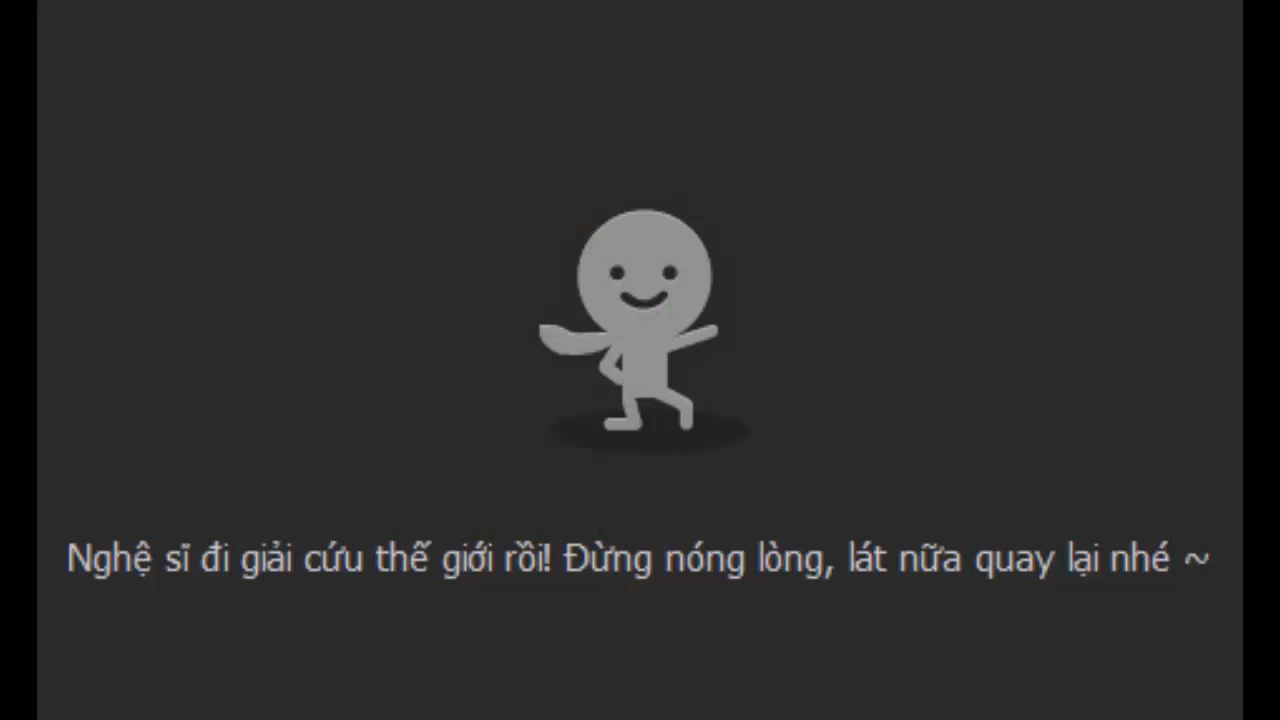 Nghệ sĩ đi giải cứu thế giới rồi! Đừng nóng lòng, lát nữa quay lại nhé ~